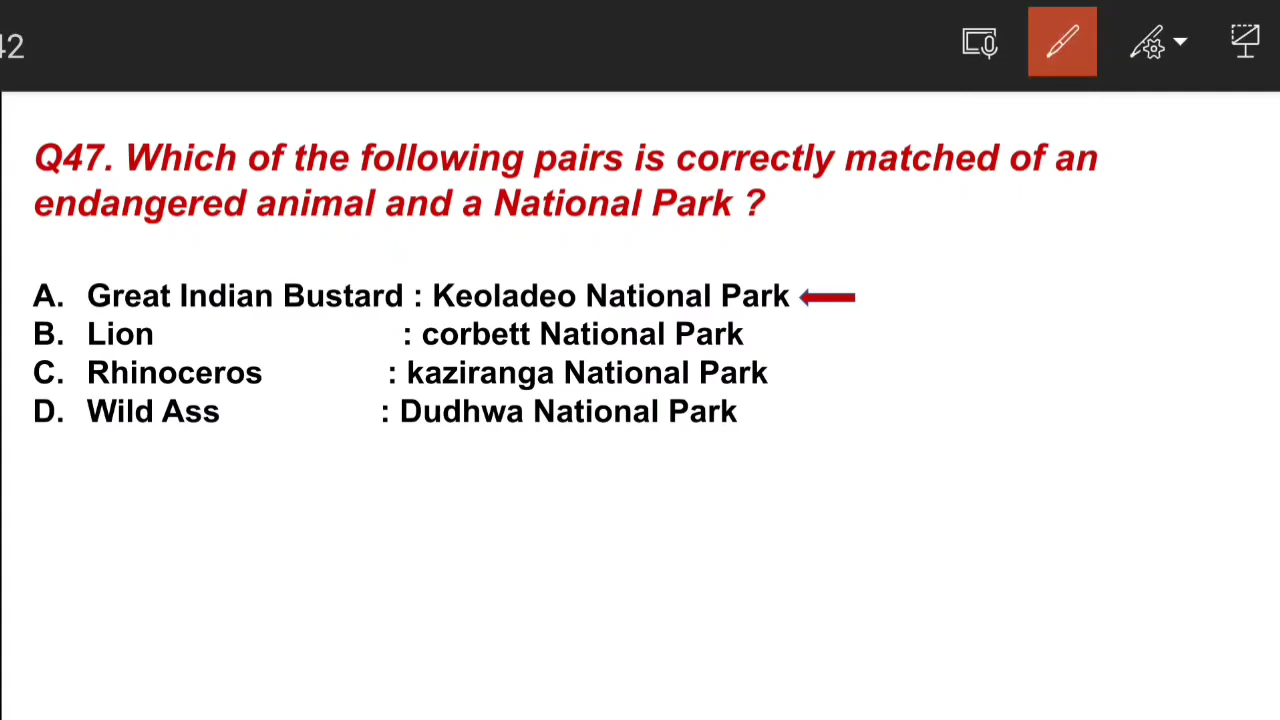 42
Q47. Which of the following pairs is correctly matched of an
endangered animal and a National Park ?
A. Great Indian Bustard : Keoladeo National Park
B. Lion : corbett National Park
C. Rhinoceros : kaziranga National Park
D. Wild Ass : Dudhwa National Park